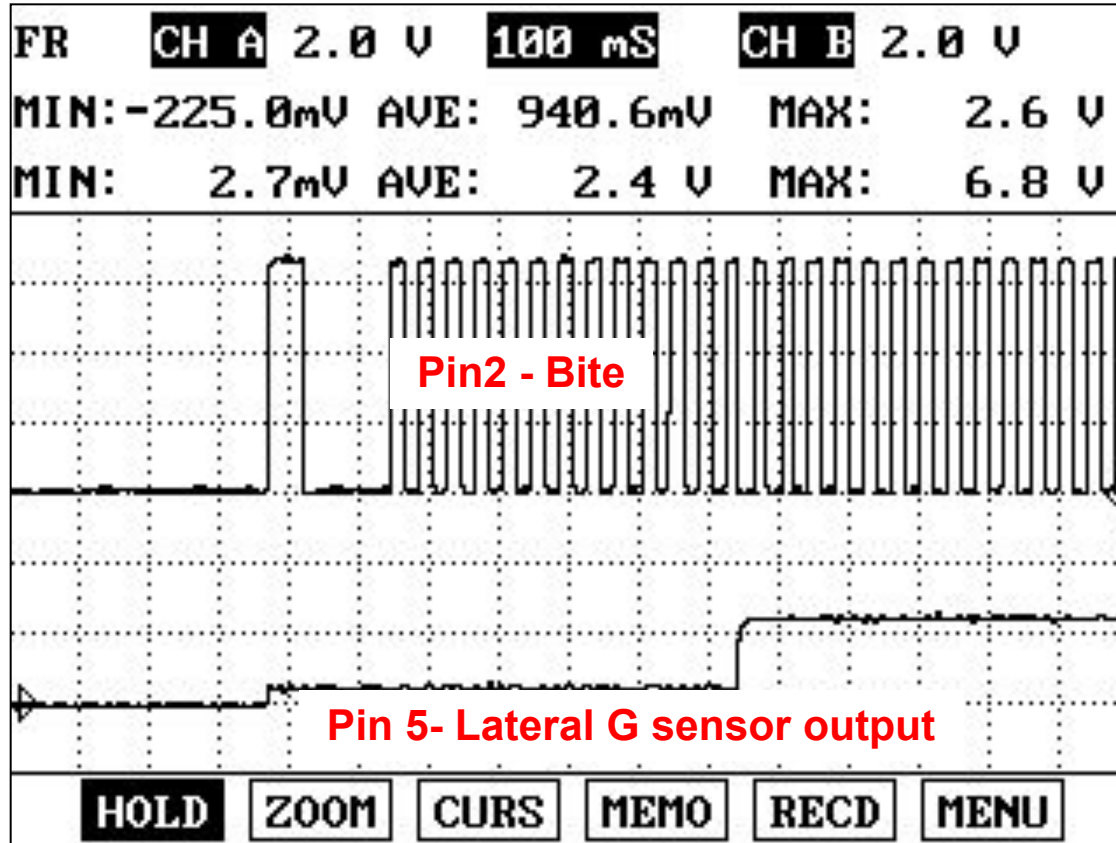 FR CH A 2.0 V 100 mS CH B 2.0 V
MIN:-225.0mV AVE: 940.6mV MAX: 2.6 V
MIN: 2.7mV AVE: 2.4 V MAX: 6.8 V
Pin2 - Bite
Pin 5- Lateral G sensor output
HOLD ZOOM CURS MEMO RECD MENU